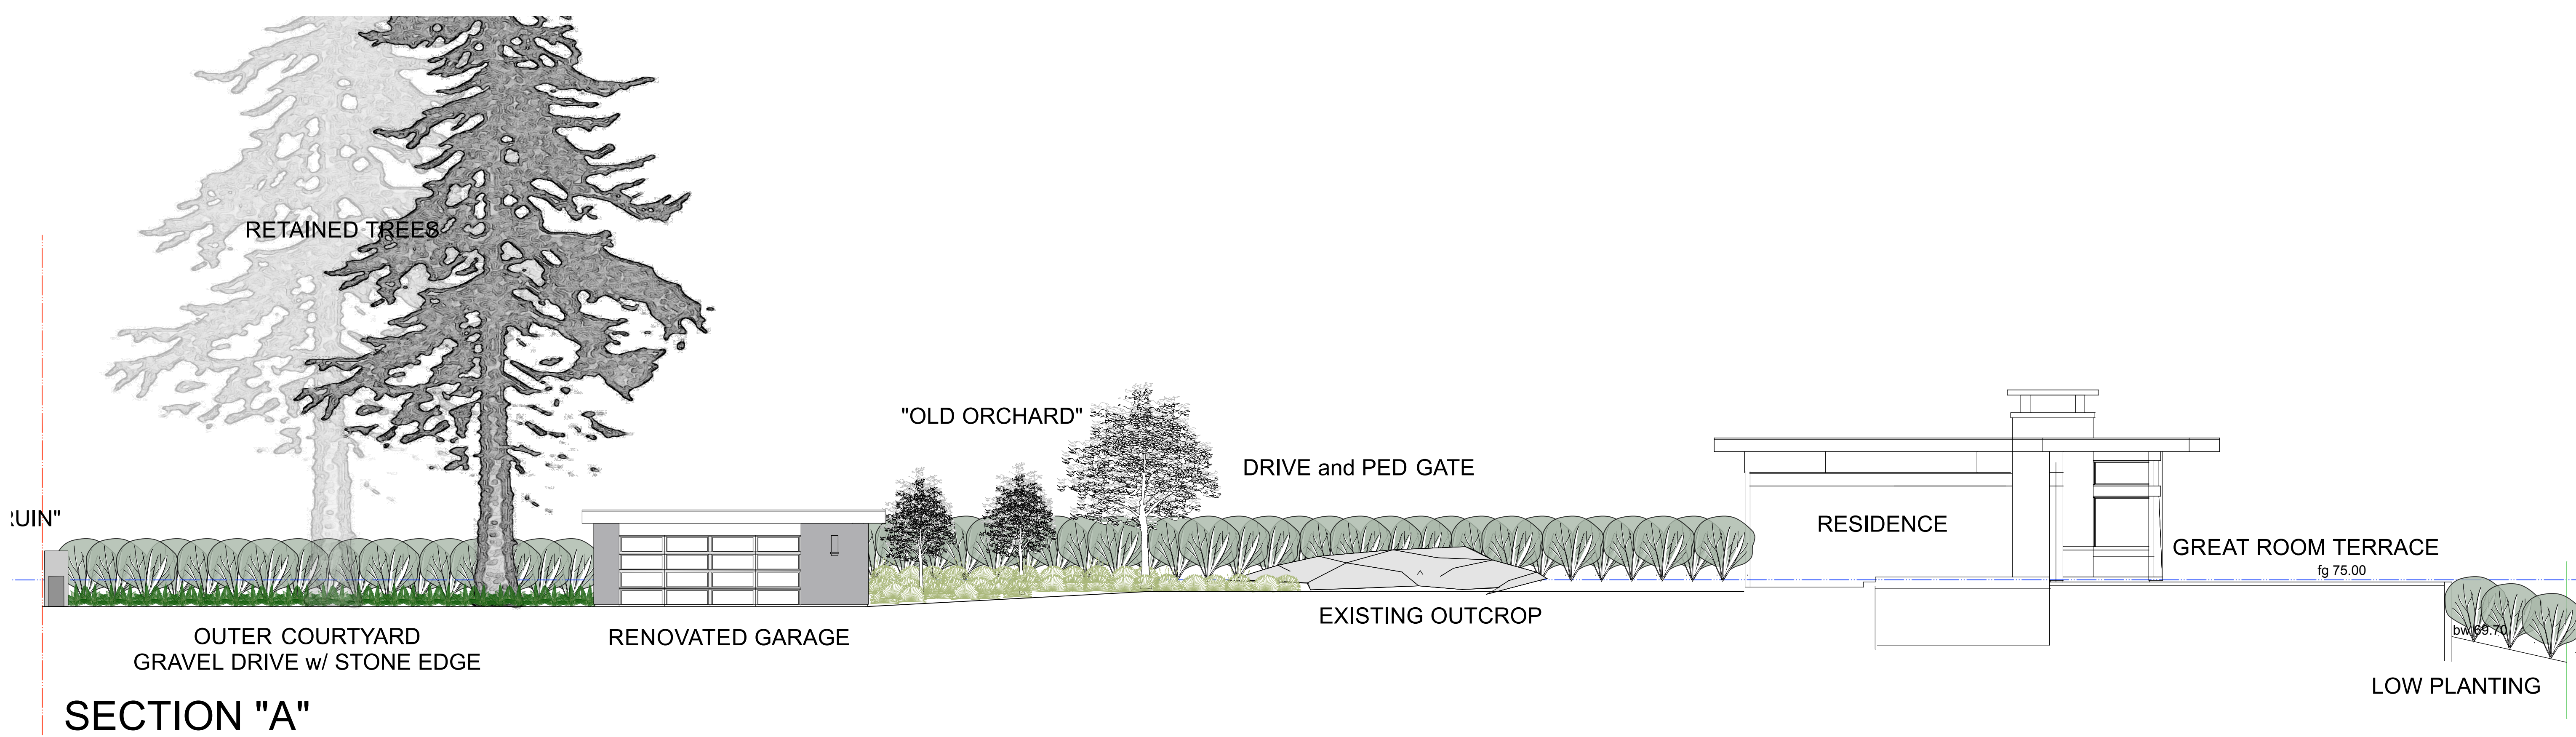 RETAINED TREES
"OLD ORCHARD"
DRIVE and PED GATE
UIN"
RESIDENCE
GREAT ROOM TERRACE
fg 75.00
EXISTING OUTCROP
bw 69.70
OUTER COURTYARD
GRAVEL DRIVE w/ STONE EDGE
RENOVATED GARAGE
LOW PLANTING
SECTION "A"